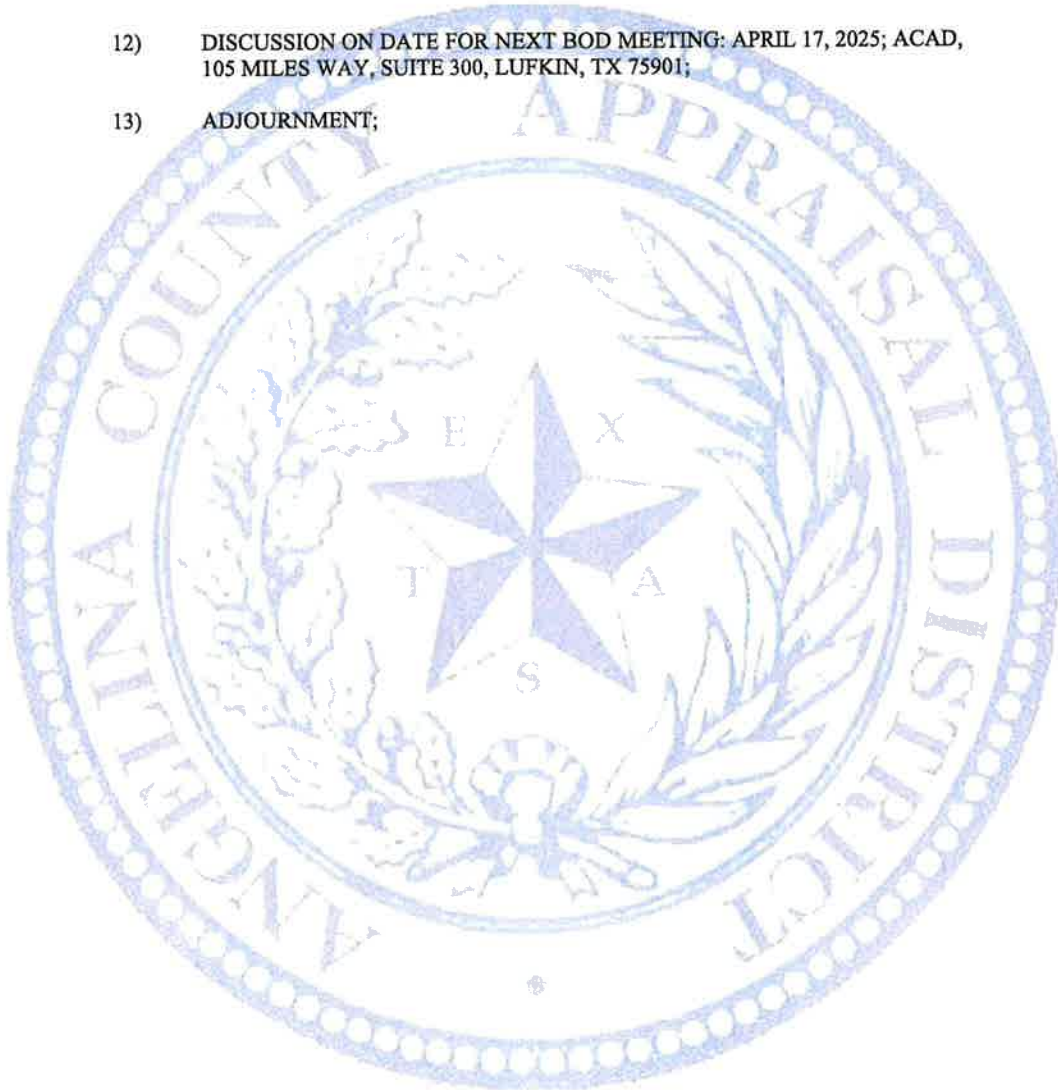 12) DISCUSSION ON DATE FOR NEXT BOD MEETING: APRIL 17, 2025; ACAD,
105 MILES WAY, SUITE 300, LUFKIN, TX 75901;
13) ADJOURNMENT;
ANGELINA COUNTY APPRAISAL DISTRICT
TEXAS